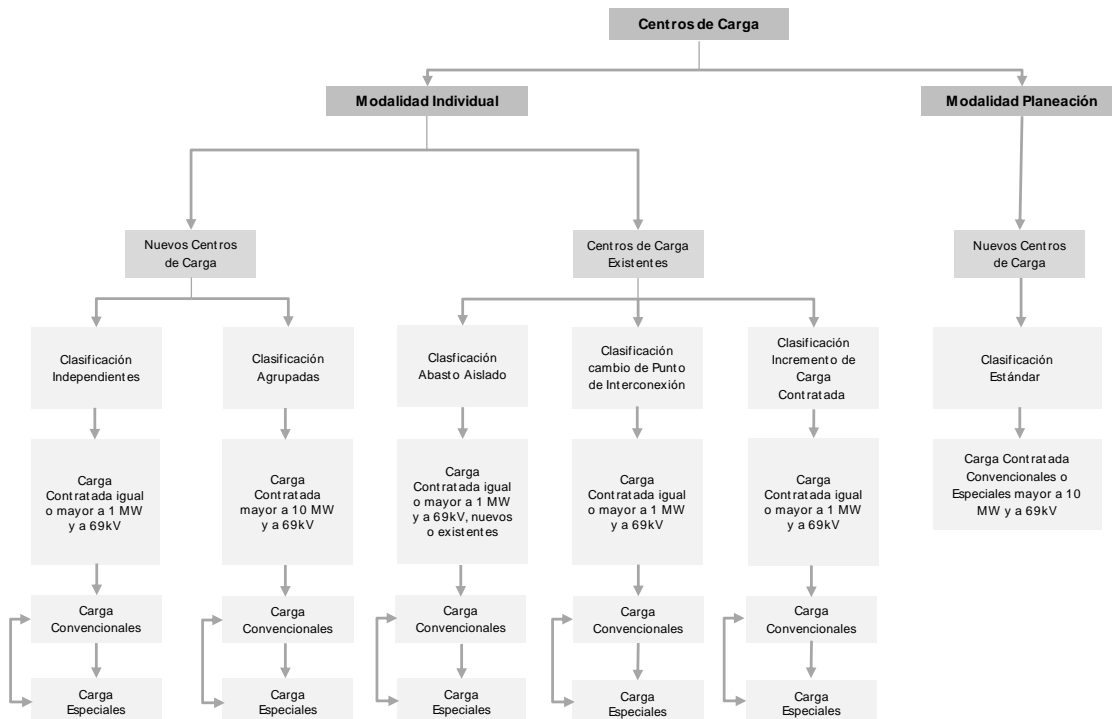 Centros de Carga
Modalidad Individual
Modalidad Planeación
Nuevos Centros
de Carga
Centros de Carga
Existentes
Nuevos Centros
de Carga
Clasificación
Independientes
Clasificación
Agrupadas
Clasficación
Abasto Aislado
Clasificación
cambio de Punto
de Interconexión
Clasificación
Incremento de
Carga
Contratada
Clasificación
Estándar
Carga
Contratada igual
o mayor a 1 MW
y a 69kV
Carga
Contratada
mayor a 10 MW
y a 69kV
Carga
Contratada igual
o mayor a 1 MW
y a 69kV, nuevos
o existentes
Carga
Contratada igual
o mayor a 1 MW
y a 69kV
Carga
Contratada igual
o mayor a 1 MW
y a 69kV
Carga Contratada
Convencionales o
Especiales mayor a 10
MW y a 69kV
Carga
Convencionales
Carga
Convencionales
Carga
Convencionales
Carga
Convencionales
Carga
Convencionales
Carga
Especiales
Carga
Especiales
Carga
Especiales
Carga
Especiales
Carga
Especiales